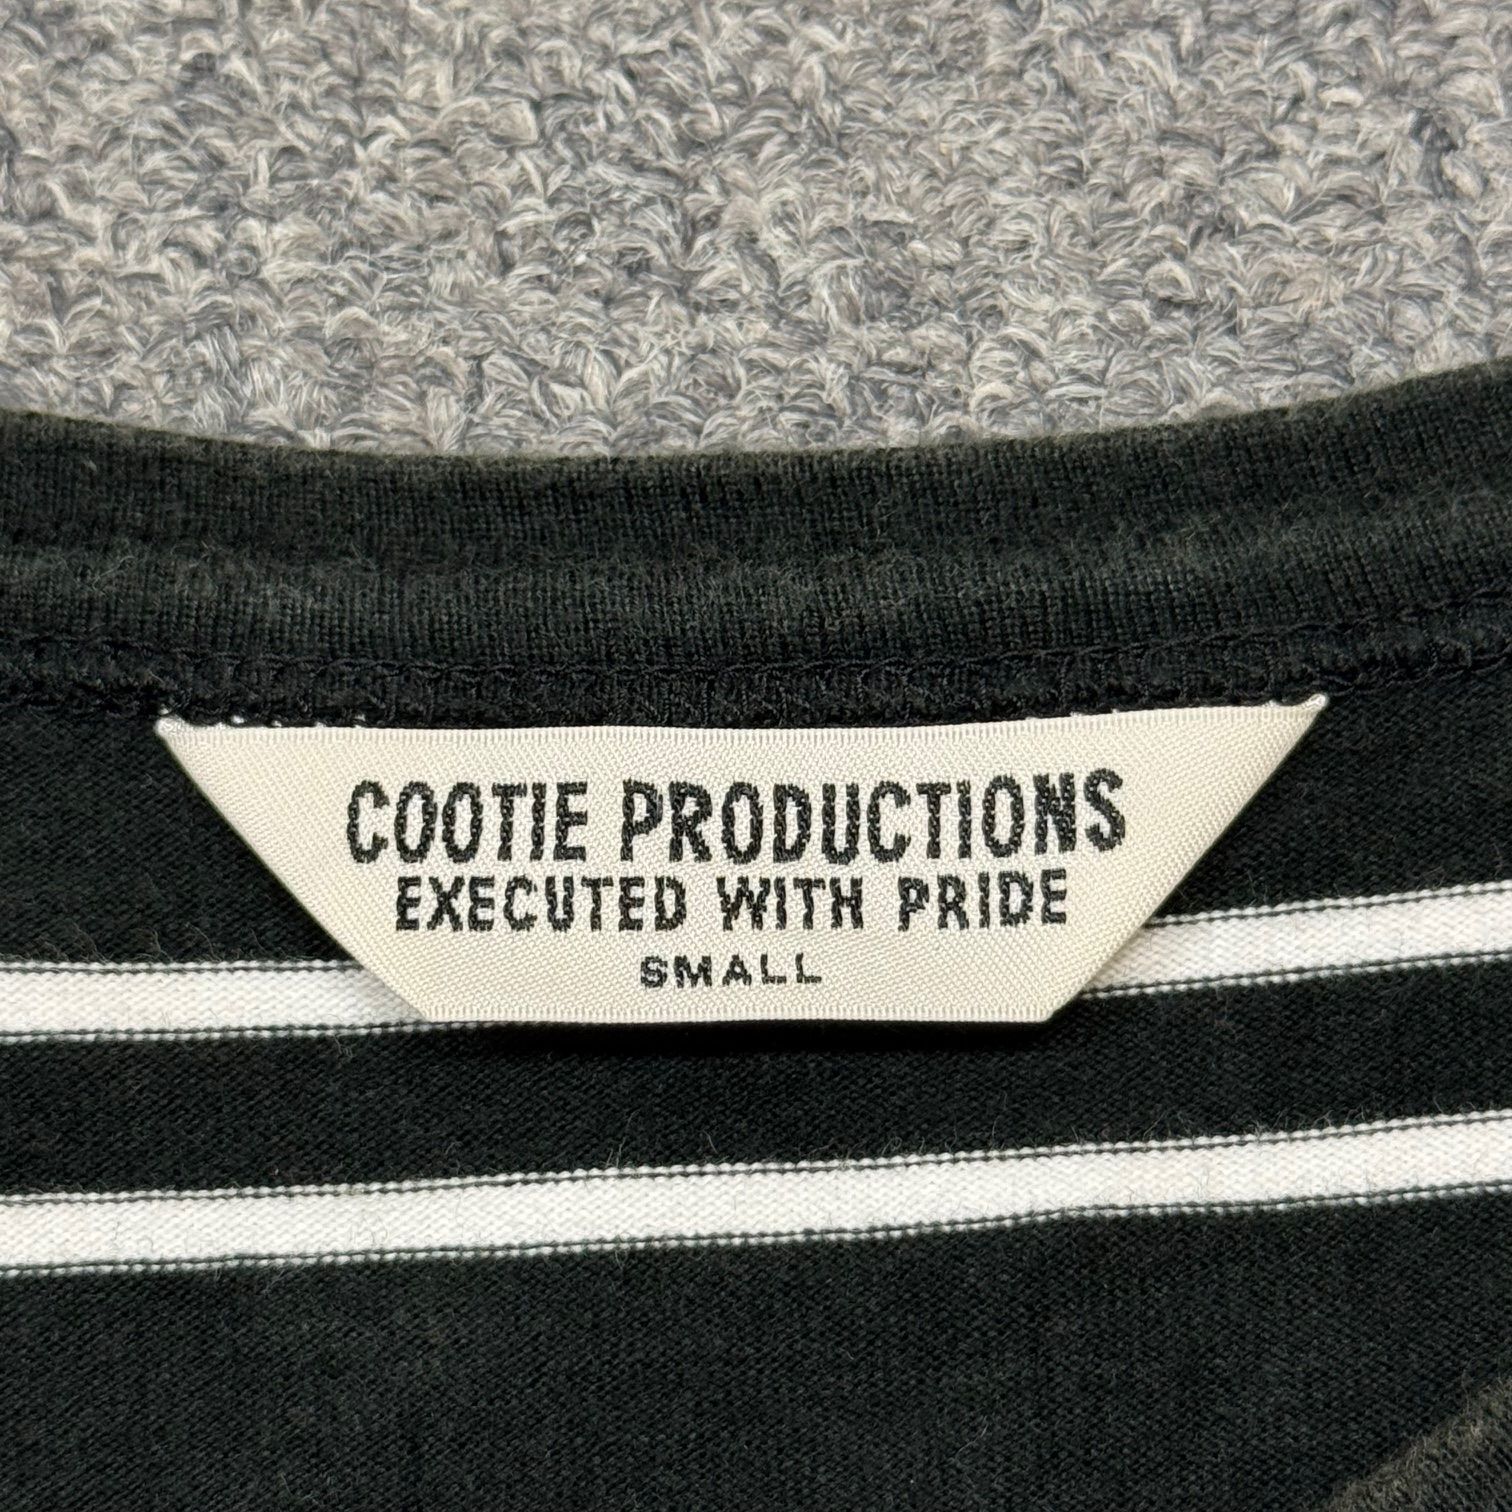 COOTIE PRODUCTIONS
EXECUTED WITH PRIDE
SMALL